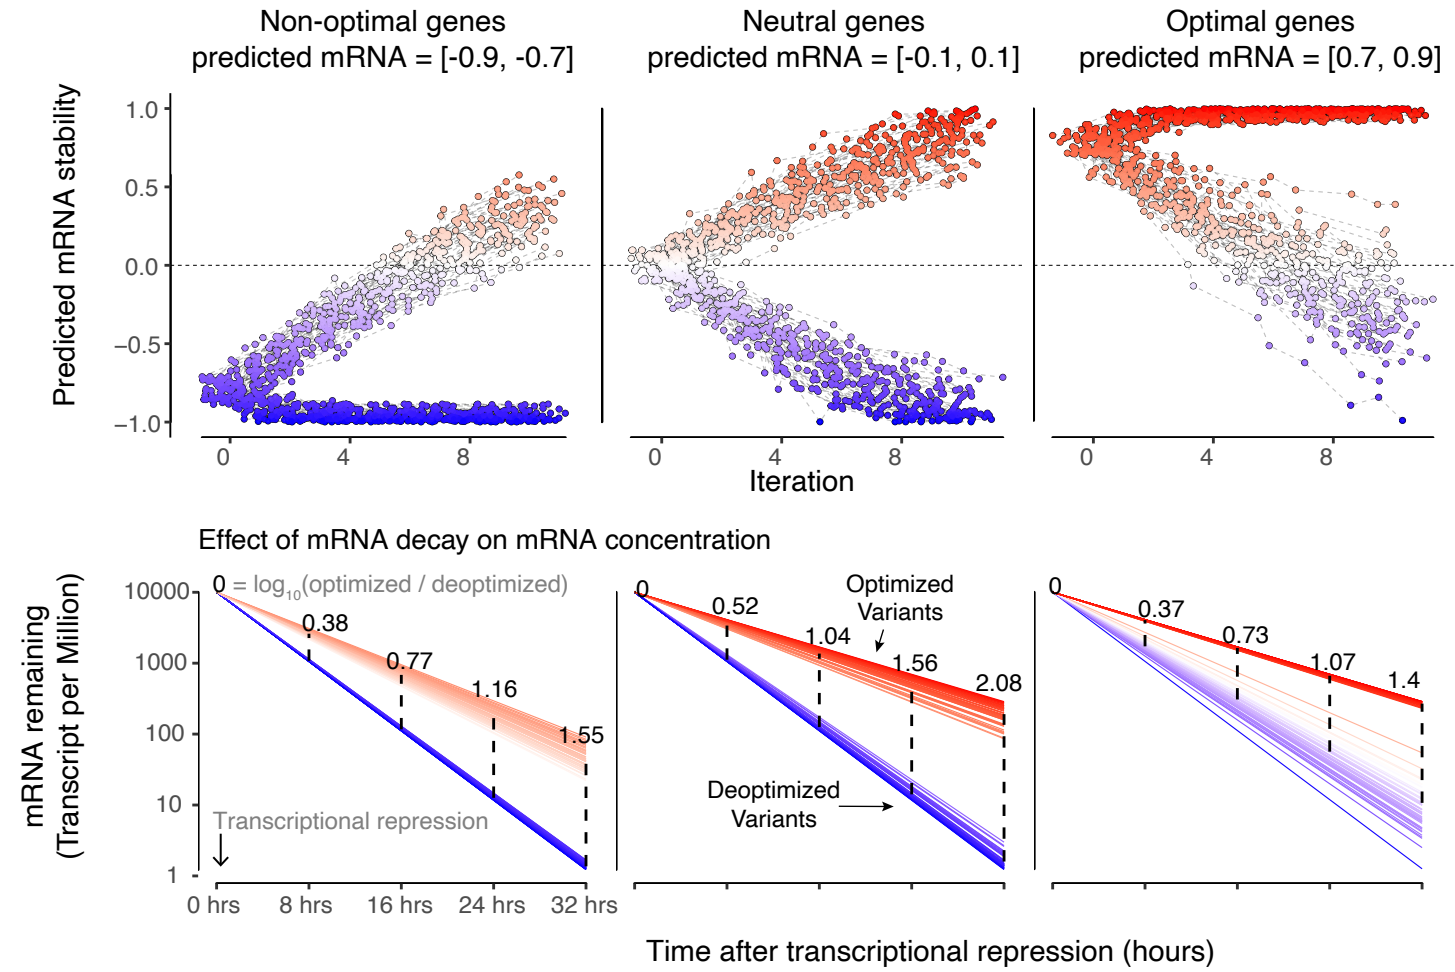 Non-optimal genes
predicted mRNA = [-0.9, -0.7]
Neutral genes
predicted mRNA = [-0.1, 0.1]
Optimal genes
predicted mRNA = [0.7, 0.9]
Predicted mRNA stability
1.0
0.5
0.0
−0.5
−1.0
0 4 8
0 4 8
0 4 8
Iteration
Effect of mRNA decay on mRNA concentration
mRNA remaining
(Transcript per Million)
10000
1000
100
10
1
0 = log10(optimized / deoptimized)
0.38
0.77
1.16
1.55
Transcriptional repression
0 hrs 8 hrs 16 hrs 24 hrs 32 hrs
0
0.52
1.04
1.56
2.08
Optimized
Variants
Deoptimized
Variants
0
0.37
0.73
1.07
1.4
Time after transcriptional repression (hours)